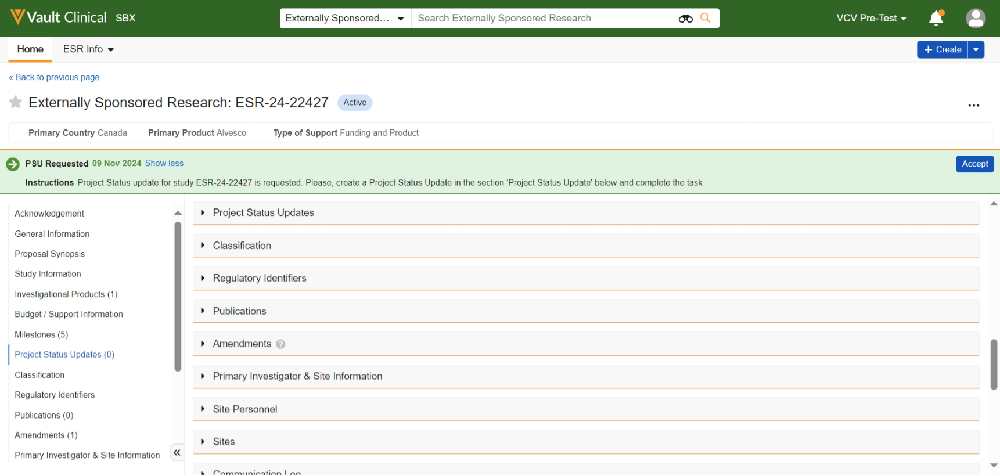 Vault Clinical SBX
Externally Sponsored... Search Externally Sponsored Research
VCV Pre-Test
Home ESR Info
+ Create
« Back to previous page
Externally Sponsored Research: ESR-24-22427 Active
...
Primary Country Canada Primary Product Alvesco Type of Support Funding and Product
PSU Requested 09 Nov 2024 Show less
Accept
Instructions Project Status update for study ESR-24-22427 is requested. Please, create a Project Status Update in the section 'Project Status Update' below and complete the task
Acknowledgement
General Information
Proposal Synopsis
Study Information
Investigational Products (1)
Budget / Support Information
Milestones (5)
Project Status Updates (0)
Classification
Regulatory Identifiers
Publications (0)
Amendments (1)
Primary Investigator & Site Information
«
Project Status Updates
Classification
Regulatory Identifiers
Publications
Amendments ?
Primary Investigator & Site Information
Site Personnel
Sites
Communication Log